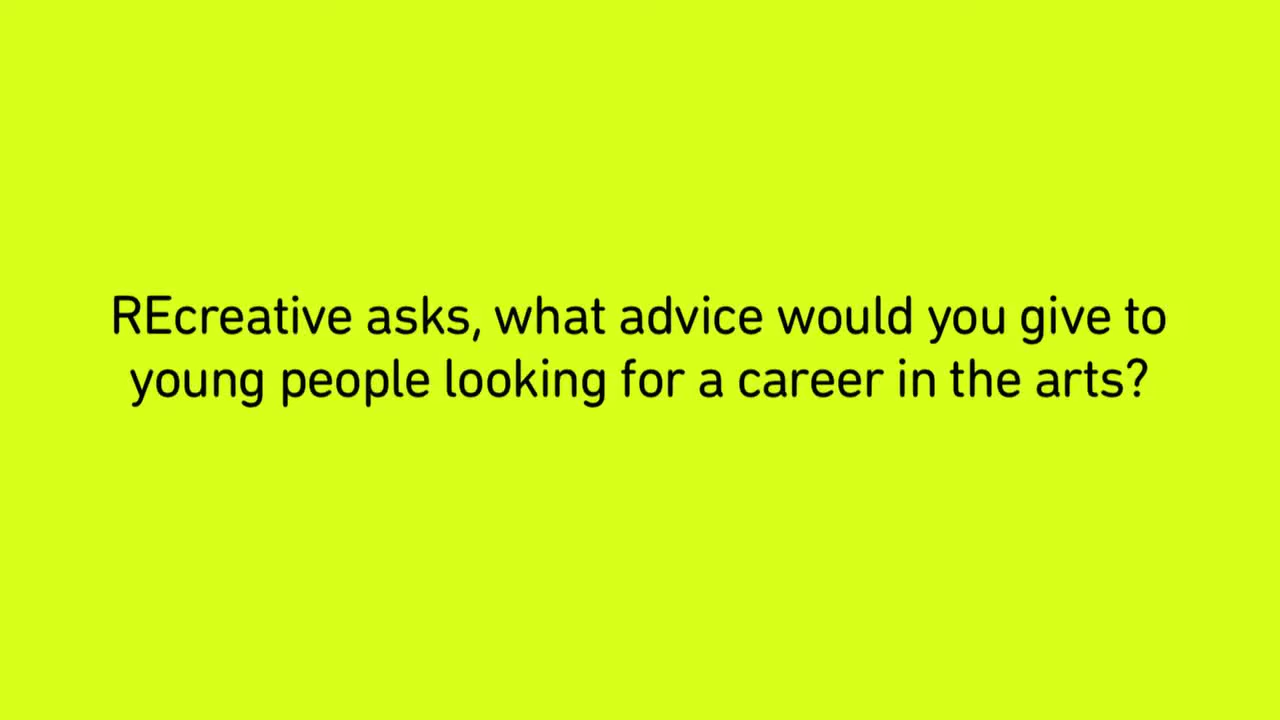 REcreative asks, what advice would you give to
young people looking for a career in the arts?